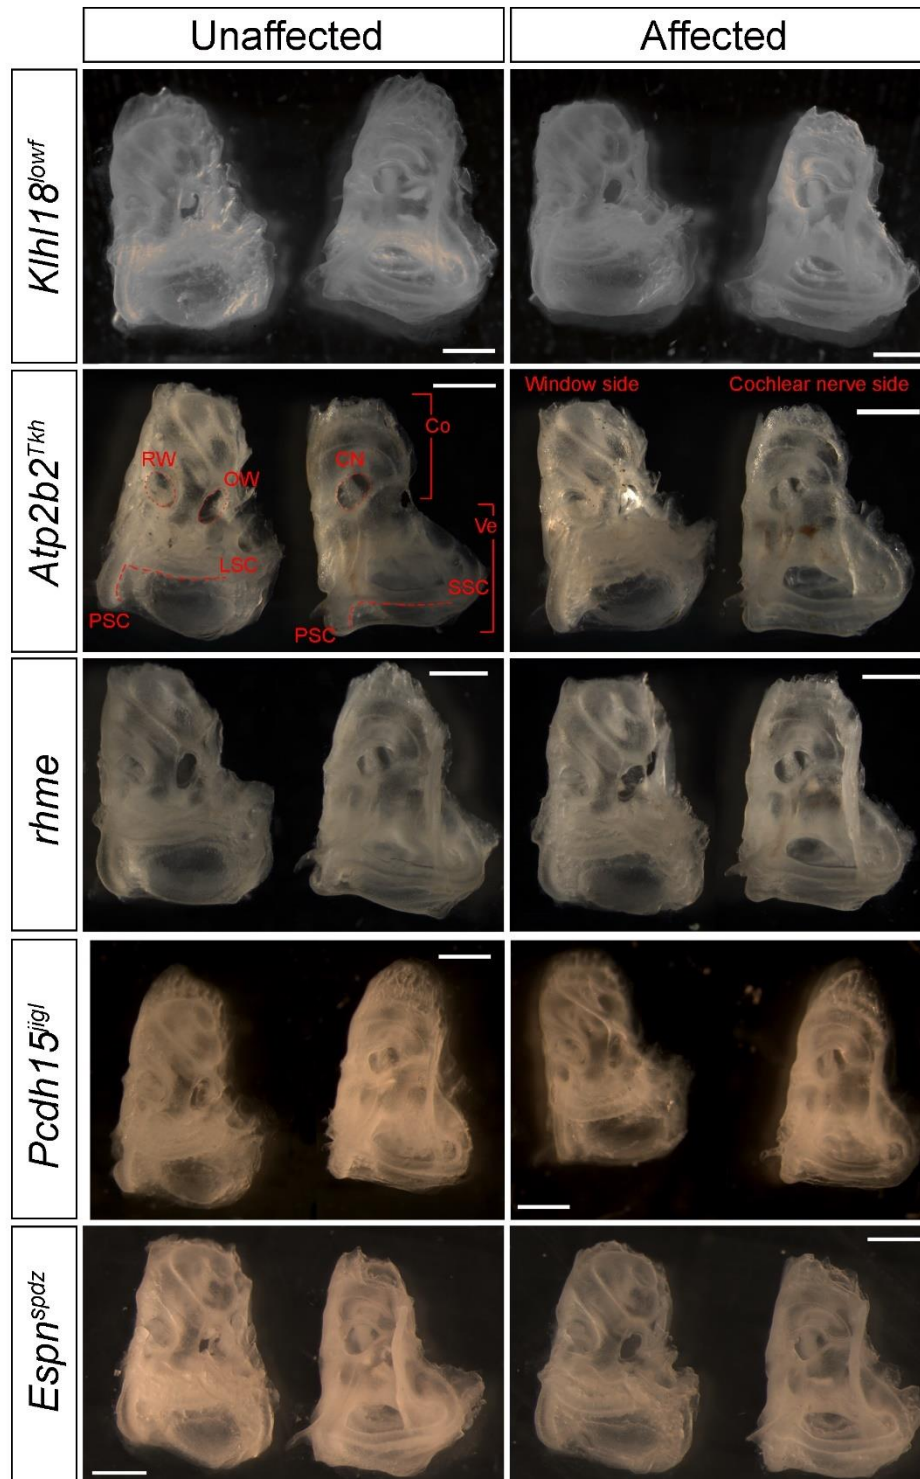 Unaffected
Affected
Klhl18lowf
Atp2b2Tkh
RW
OW
LSC
PSC
CN
Co
Ve
SSC
PSC
Window side
Cochlear nerve side
rhme
Pcdh15jigl
Espnspdz